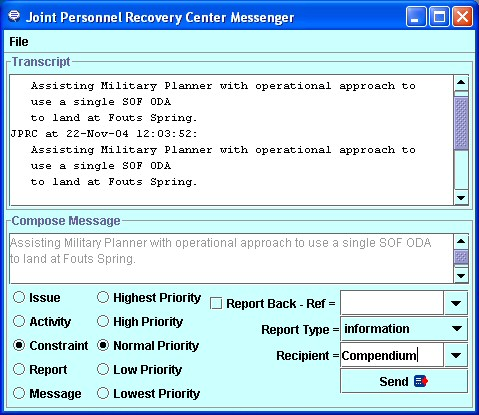 Joint Personnel Recovery Center Messenger
File
Transcript
Assisting Military Planner with operational approach to
use a single SOF ODA
to land at Fouts Spring.
JPRC at 22-Nov-04 12:03:52:
Assisting Military Planner with operational approach to
use a single SOF ODA
to land at Fouts Spring.
Compose Message
Assisting Military Planner with operational approach to use a single SOF ODA
to land at Fouts Spring.
Issue
Highest Priority
Report Back - Ref =
Activity
High Priority
Report Type =
information
Constraint
Normal Priority
Recipient =
Compendium
Report
Low Priority
Send
Message
Lowest Priority